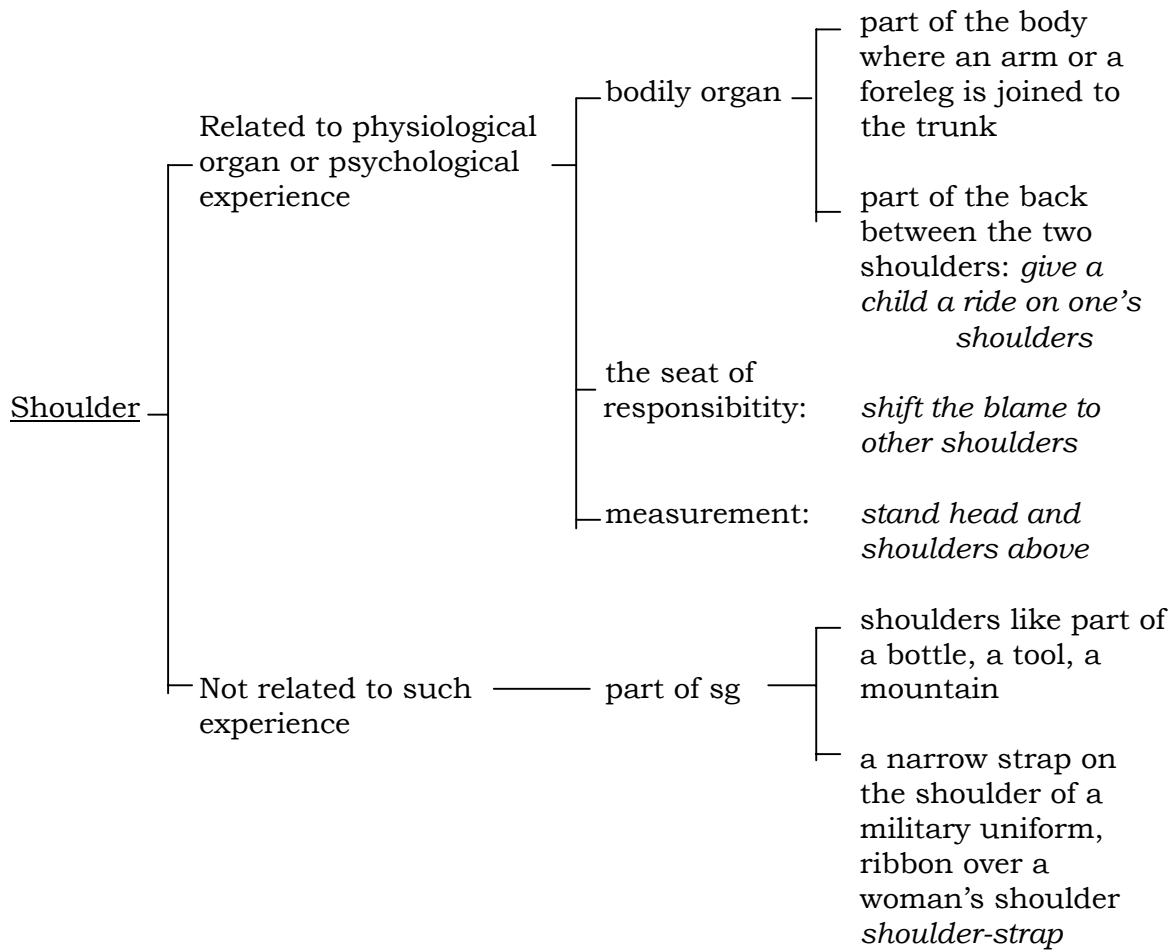 Shoulder
Related to physiological
organ or psychological
experience
bodily organ
part of the body
where an arm or a
foreleg is joined to
the trunk
part of the back
between the two
shoulders: give a
child a ride on one's
shoulders
the seat of
responsibitity:
shift the blame to
other shoulders
measurement:
stand head and
shoulders above
Not related to such
experience
part of sg
shoulders like part of
a bottle, a tool, a
mountain
a narrow strap on
the shoulder of a
military uniform,
ribbon over a
woman's shoulder
shoulder-strap